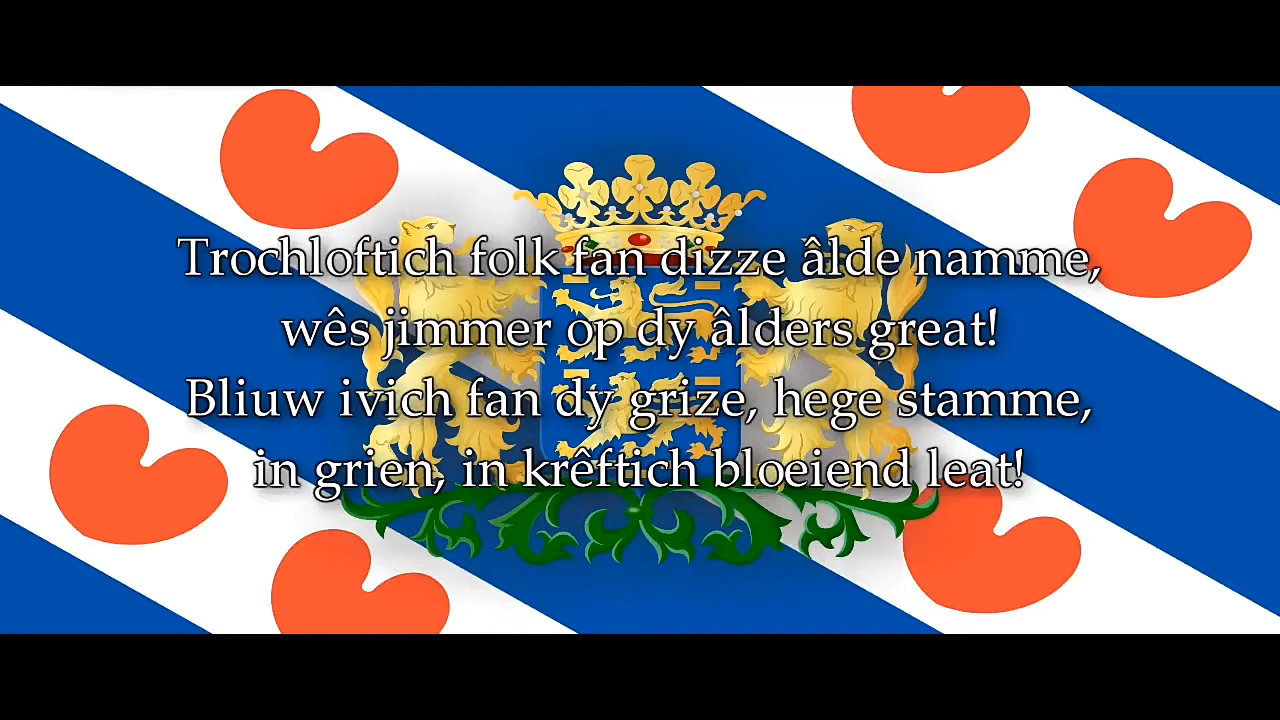 Trochloftich folk fan dizze âlde namme,
wês jimmer op dy âlders great!
Bliuw ivich fan dy grize, hege stamme,
in grien, in krêftich bloeiend leat!